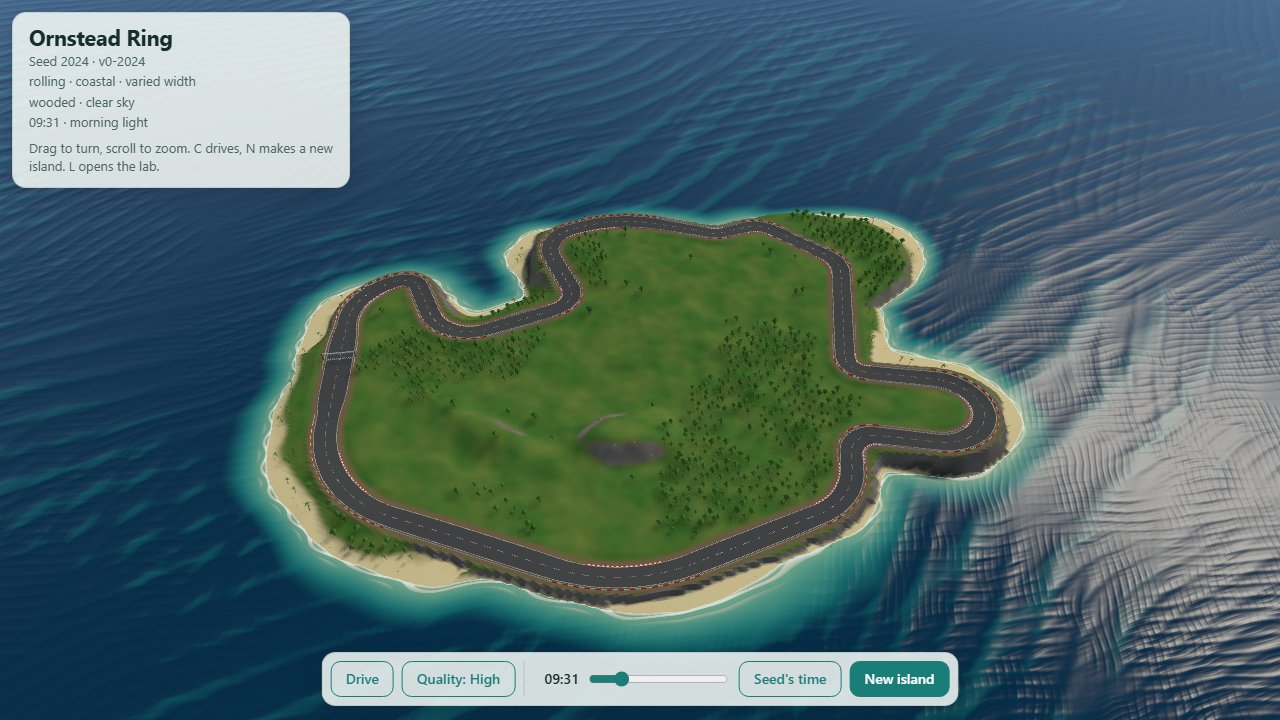 Ornstead Ring
Seed 2024 · v0-2024
rolling · coastal · varied width
wooded · clear sky
09:31 · morning light
Drag to turn, scroll to zoom. C drives, N makes a new
island. L opens the lab.
Drive
Quality: High
09:31
Seed's time
New island